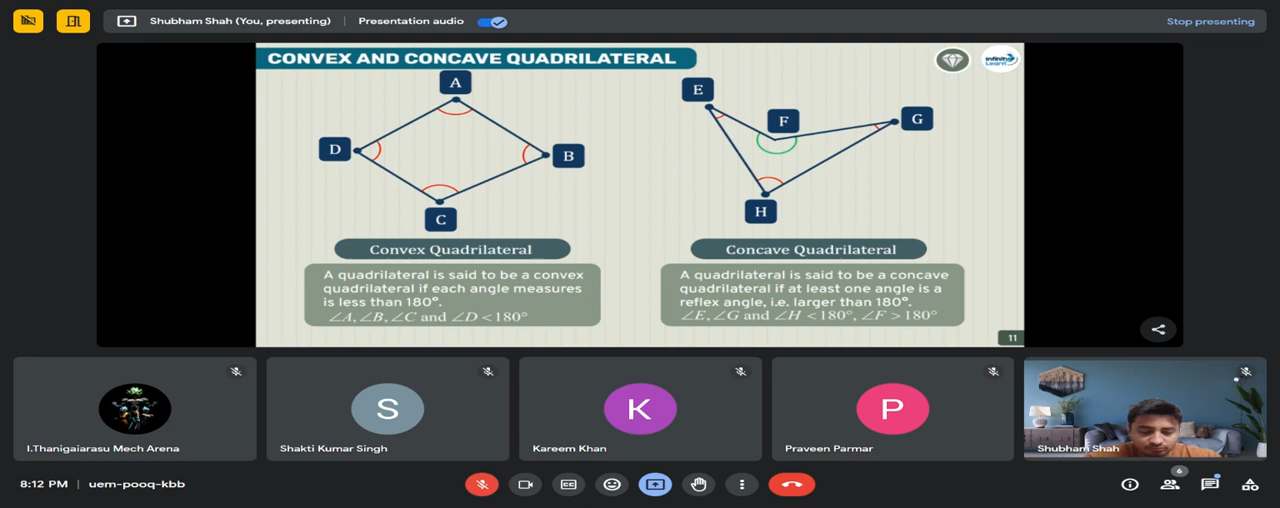 Shubham Shah (You, presenting)
Presentation audio
Stop presenting
CONVEX AND CONCAVE QUADRILATERAL
infinity
Learn
A
D
B
C
E
F
G
H
Convex Quadrilateral
A quadrilateral is said to be a convex
quadrilateral if each angle measures
is less than 180°.
∠A, ∠B, ∠C and ∠D < 180°
Concave Quadrilateral
A quadrilateral is said to be a concave
quadrilateral if at least one angle is a
reflex angle, i.e. larger than 180°.
∠E, ∠G and ∠H < 180°, ∠F > 180°
11
I.Thanigaiarasu Mech Arena
S
Shakti Kumar Singh
K
Kareem Khan
P
Praveen Parmar
Shubham Shah
8:12 PM | uem-pooq-kbb
CC
6